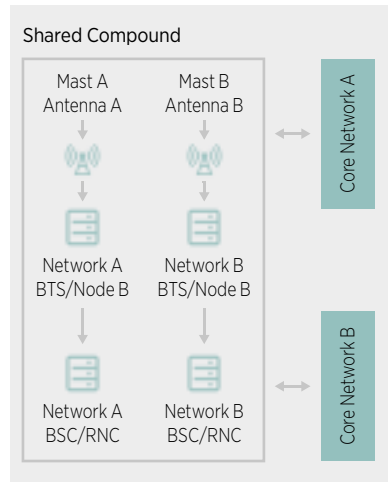 Shared Compound
Mast A
Antenna A
Mast B
Antenna B
Network A
BTS/Node B
Network B
BTS/Node B
Network A
BSC/RNC
Network B
BSC/RNC
Core Network A
Core Network B